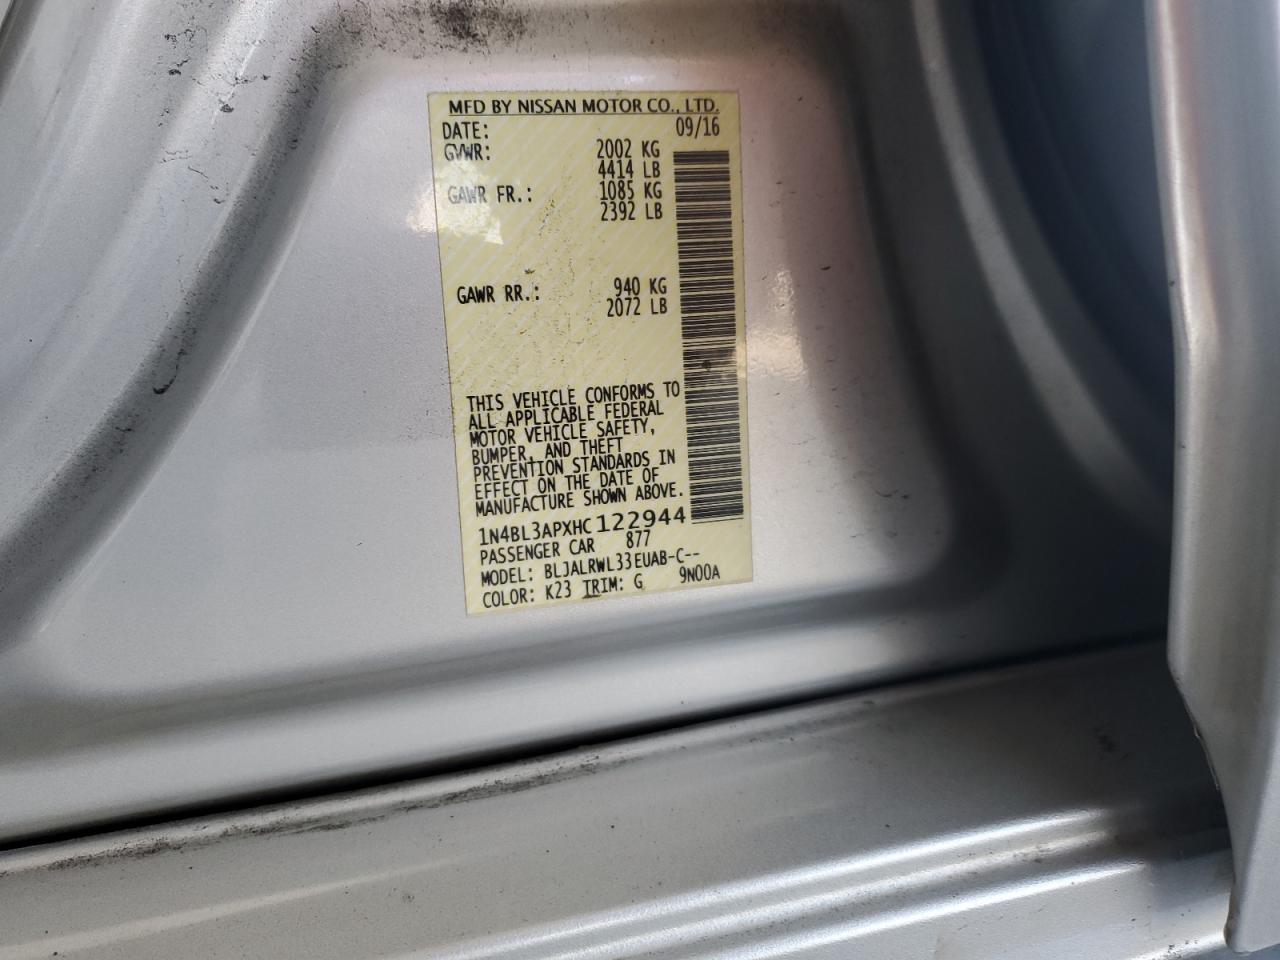 MFD BY NISSAN MOTOR CO., LTD.
DATE: 09/16
GVWR: 2002 KG
4414 LB
GAWR FR.: 1085 KG
2392 LB
GAWR RR.: 940 KG
2072 LB
THIS VEHICLE CONFORMS TO
ALL APPLICABLE FEDERAL
MOTOR VEHICLE SAFETY,
BUMPER, AND THEFT
PREVENTION STANDARDS IN
EFFECT ON THE DATE OF
MANUFACTURE SHOWN ABOVE.
1N4BL3APXHC122944
PASSENGER CAR 877
MODEL: BLJALRWL33EUAB-C--
COLOR: K23 TRIM: G 9N00A